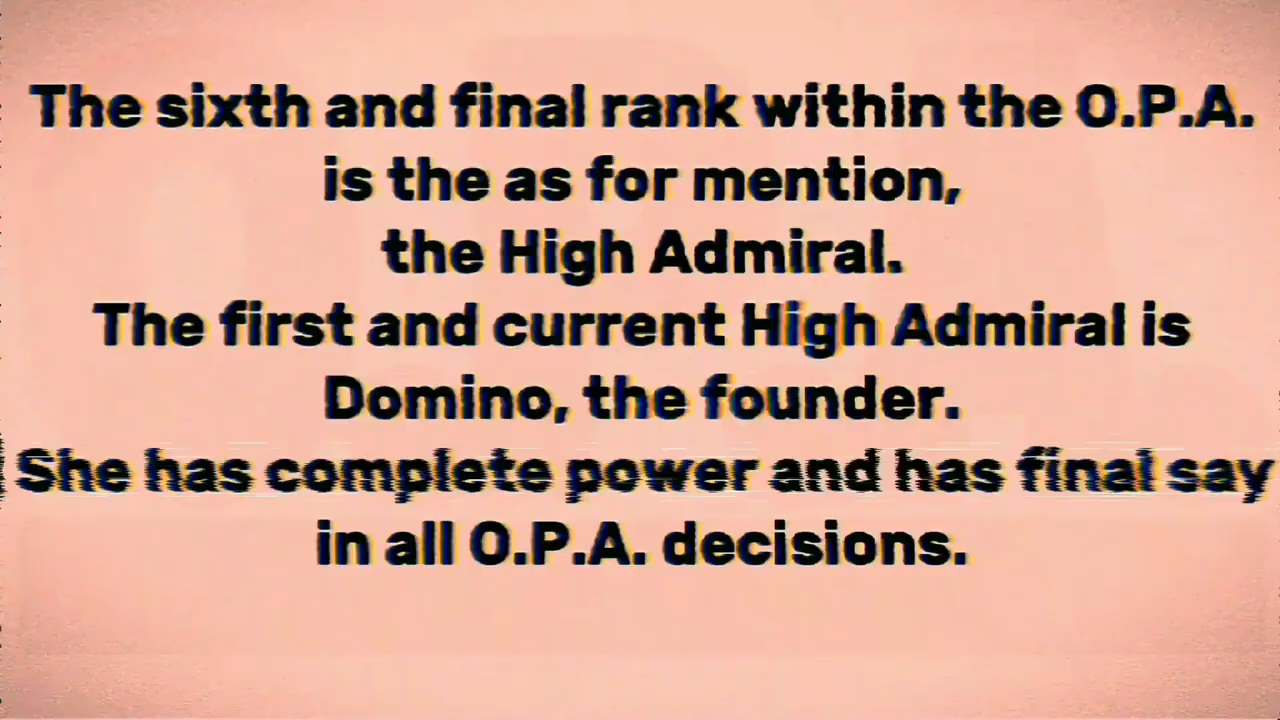 The sixth and final rank within the O.P.A.
is the as for mention,
the High Admiral.
The first and current High Admiral is
Domino, the founder.
She has complete power and has final say
in all O.P.A. decisions.